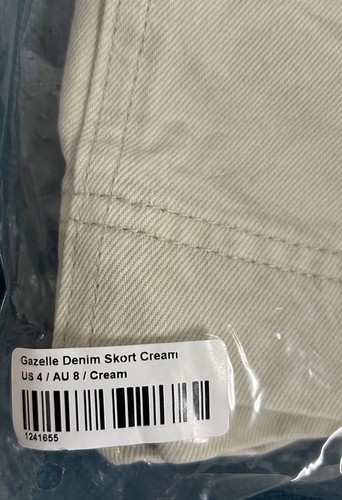 Gazelle Denim Skort Cream
US 4 / AU 8 / Cream
1241655